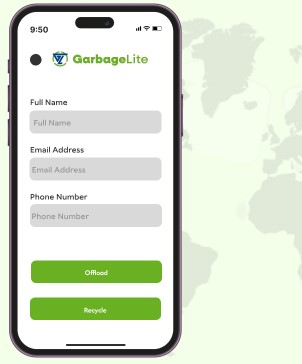 9:50
GarbageLite
Full Name
Full Name
Email Address
Email Address
Phone Number
Phone Number
Offload
Recycle